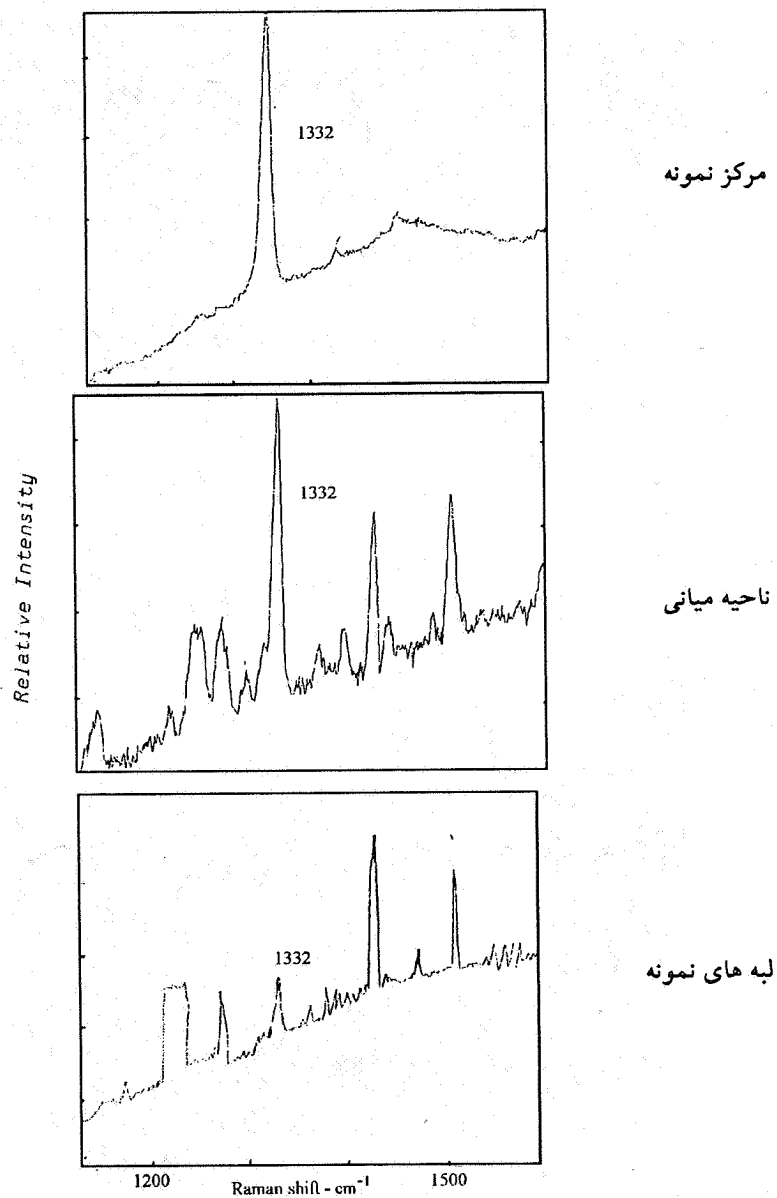 1332
مرکز نمونه
Relative Intensity
1332
ناحیه میانی
1332
لبه های نمونه
1200
1500
Raman shift - cm⁻¹